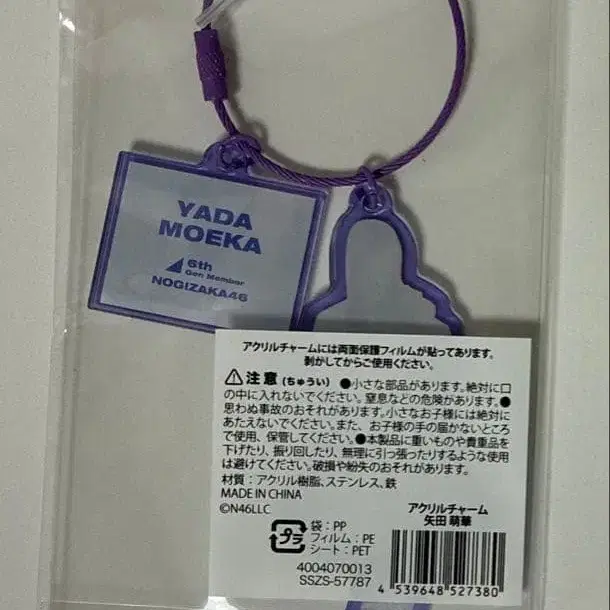 YADA
MOEKA
6th
Gen Member
NOGIZAKA46
アクリルチャームには両面保護フィルムが貼ってあります。
剥がしてからご使用ください。
注意 (ちゅうい) ●小さな部品があります。絶対に口
の中に入れないでください。窒息などの危険があります。●
思わぬ事故のおそれがあります。小さなお子様には絶対に
あたえないでください。また、お子様の手の届かないところ
で使用、保管してください。●本製品に重いものや貴重品を
下げたり、振り回したり、無理に引っ張ったりするような使用
は避けてください。破損や紛失のおそれがあります。
材質：アクリル樹脂、ステンレス、鉄
MADE IN CHINA
©N46LLC
アクリルチャーム
矢田 萌華
プラ
袋：PP
フィルム：PE
シート：PET
4004070013
SSZS-57787
4 539648 527380